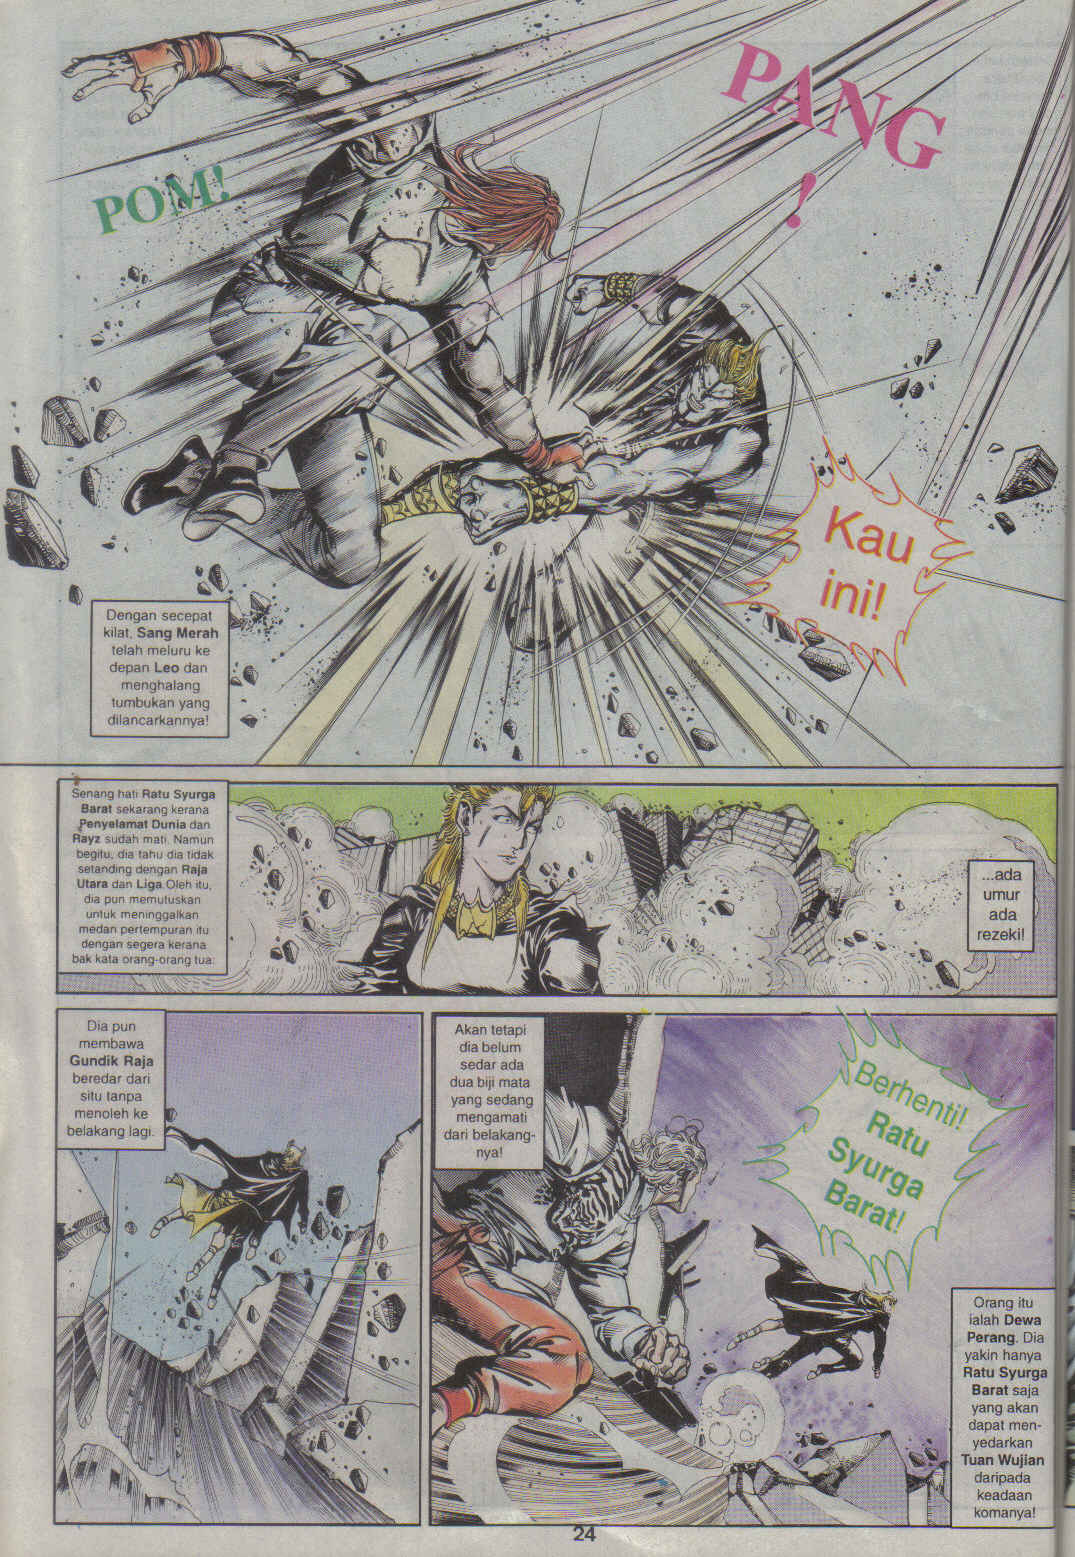 PANG
!
POM!
Kau
ini!
Dengan secepat
kilat, Sang Merah
telah meluru ke
depan Leo dan
menghalang
tumbukan yang
dilancarkannya!
Senang hati Ratu Syurga
Barat sekarang kerana
Penyelamat Dunia dan
Rayz sudah mati. Namun
begitu, dia tahu dia tidak
setanding dengan Raja
Utara dan Liga. Oleh itu,
dia pun memutuskan
untuk meninggalkan
medan pertempuran itu
dengan segera kerana
bak kata orang-orang tua:
...ada
umur
ada
rezeki!
Dia pun
membawa
Gundik Raja
beredar dari
situ tanpa
menoleh ke
belakang lagi.
Akan tetapi
dia belum
sedar ada
dua biji mata
yang sedang
mengamati
dari belakang-
nya!
Berhenti!
Ratu
Syurga
Barat!
Orang itu
ialah Dewa
Perang. Dia
yakin hanya
Ratu Syurga
Barat saja
yang akan
dapat men-
yedarkan
Tuan Wujian
daripada
keadaan
komanya!
24